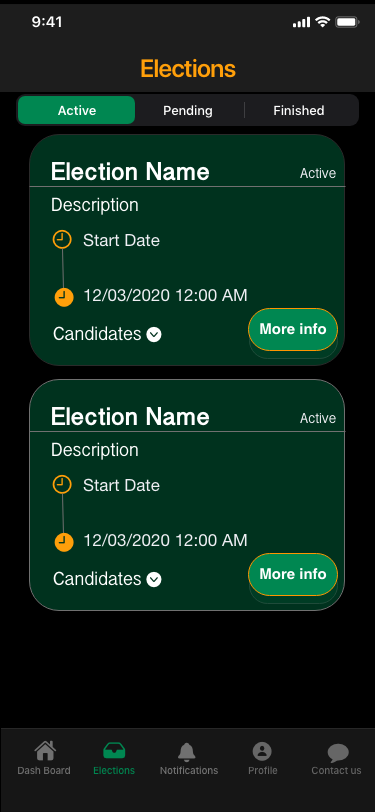 9:41
Elections
Active Pending Finished
Election Name Active
Description
Start Date
12/03/2020 12:00 AM
Candidates More info
Election Name Active
Description
Start Date
12/03/2020 12:00 AM
Candidates More info
Dash Board Elections Notifications Profile Contact us